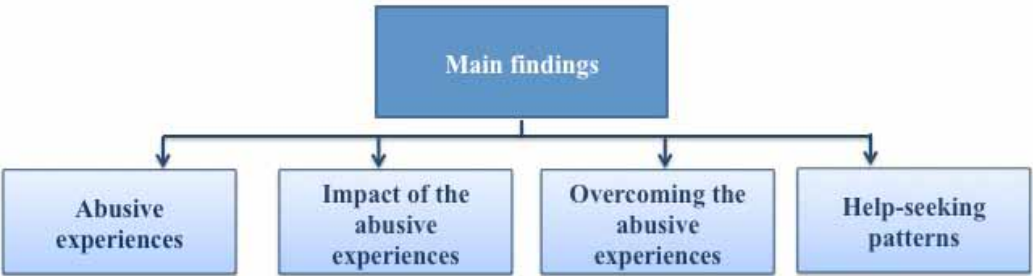 Main findings
Abusive
experiences
Impact of the
abusive
experiences
Overcoming the
abusive
experiences
Help-seeking
patterns